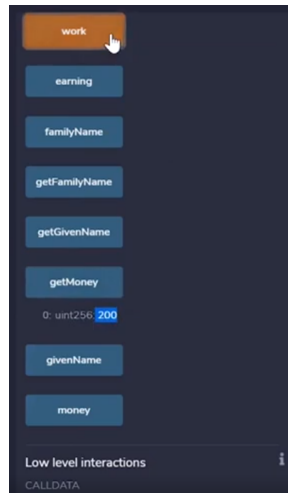 work
earning
familyName
getFamilyName
getGivenName
getMoney
0: uint256: 200
givenName
money
Low level interactions
CALLDATA